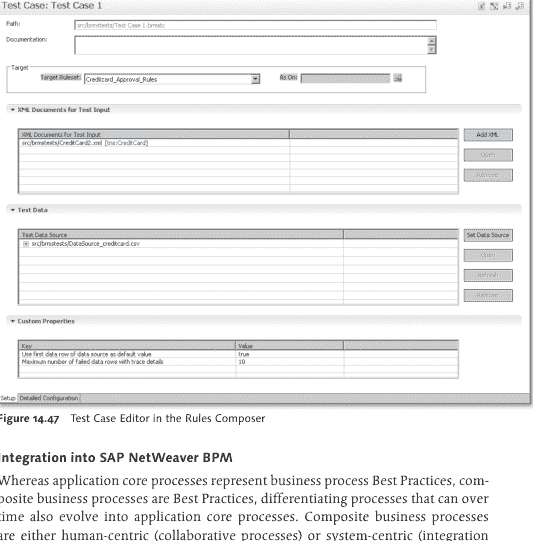 Test Case: Test Case 1
Path:
src/brmstests/Test Case 1.brmstc
Documentation:
Target
Target Ruleset:
Creditcard_Approval_Rules
As On:
XML Documents for Test Input
XML Documents for Test Input
Add XML
src/brmstests/CreditCard2.xml [tns:CreditCard]
Open
Remove
Test Data
Test Data Source
Set Data Source
src/brmstests/DataSource_creditcard.csv
Open
Refresh
Remove
Custom Properties
Key
Value
Use first data row of data source as default value
true
Maximum number of failed data rows with trace details
10
Setup
Detailed Configuration
Figure 14.47 Test Case Editor in the Rules Composer
Integration into SAP NetWeaver BPM
Whereas application core processes represent business process Best Practices, com-
posite business processes are Best Practices, differentiating processes that can over
time also evolve into application core processes. Composite business processes
are either human-centric (collaborative processes) or system-centric (integration